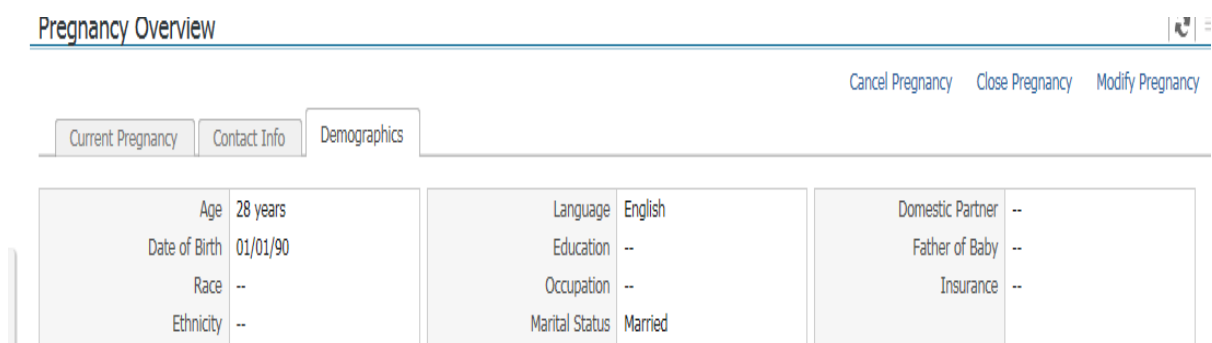 Pregnancy Overview
Cancel Pregnancy Close Pregnancy Modify Pregnancy
Current Pregnancy Contact Info Demographics
Age 28 years Language English Domestic Partner --
Date of Birth 01/01/90 Education -- Father of Baby --
Race -- Occupation -- Insurance --
Ethnicity -- Marital Status Married